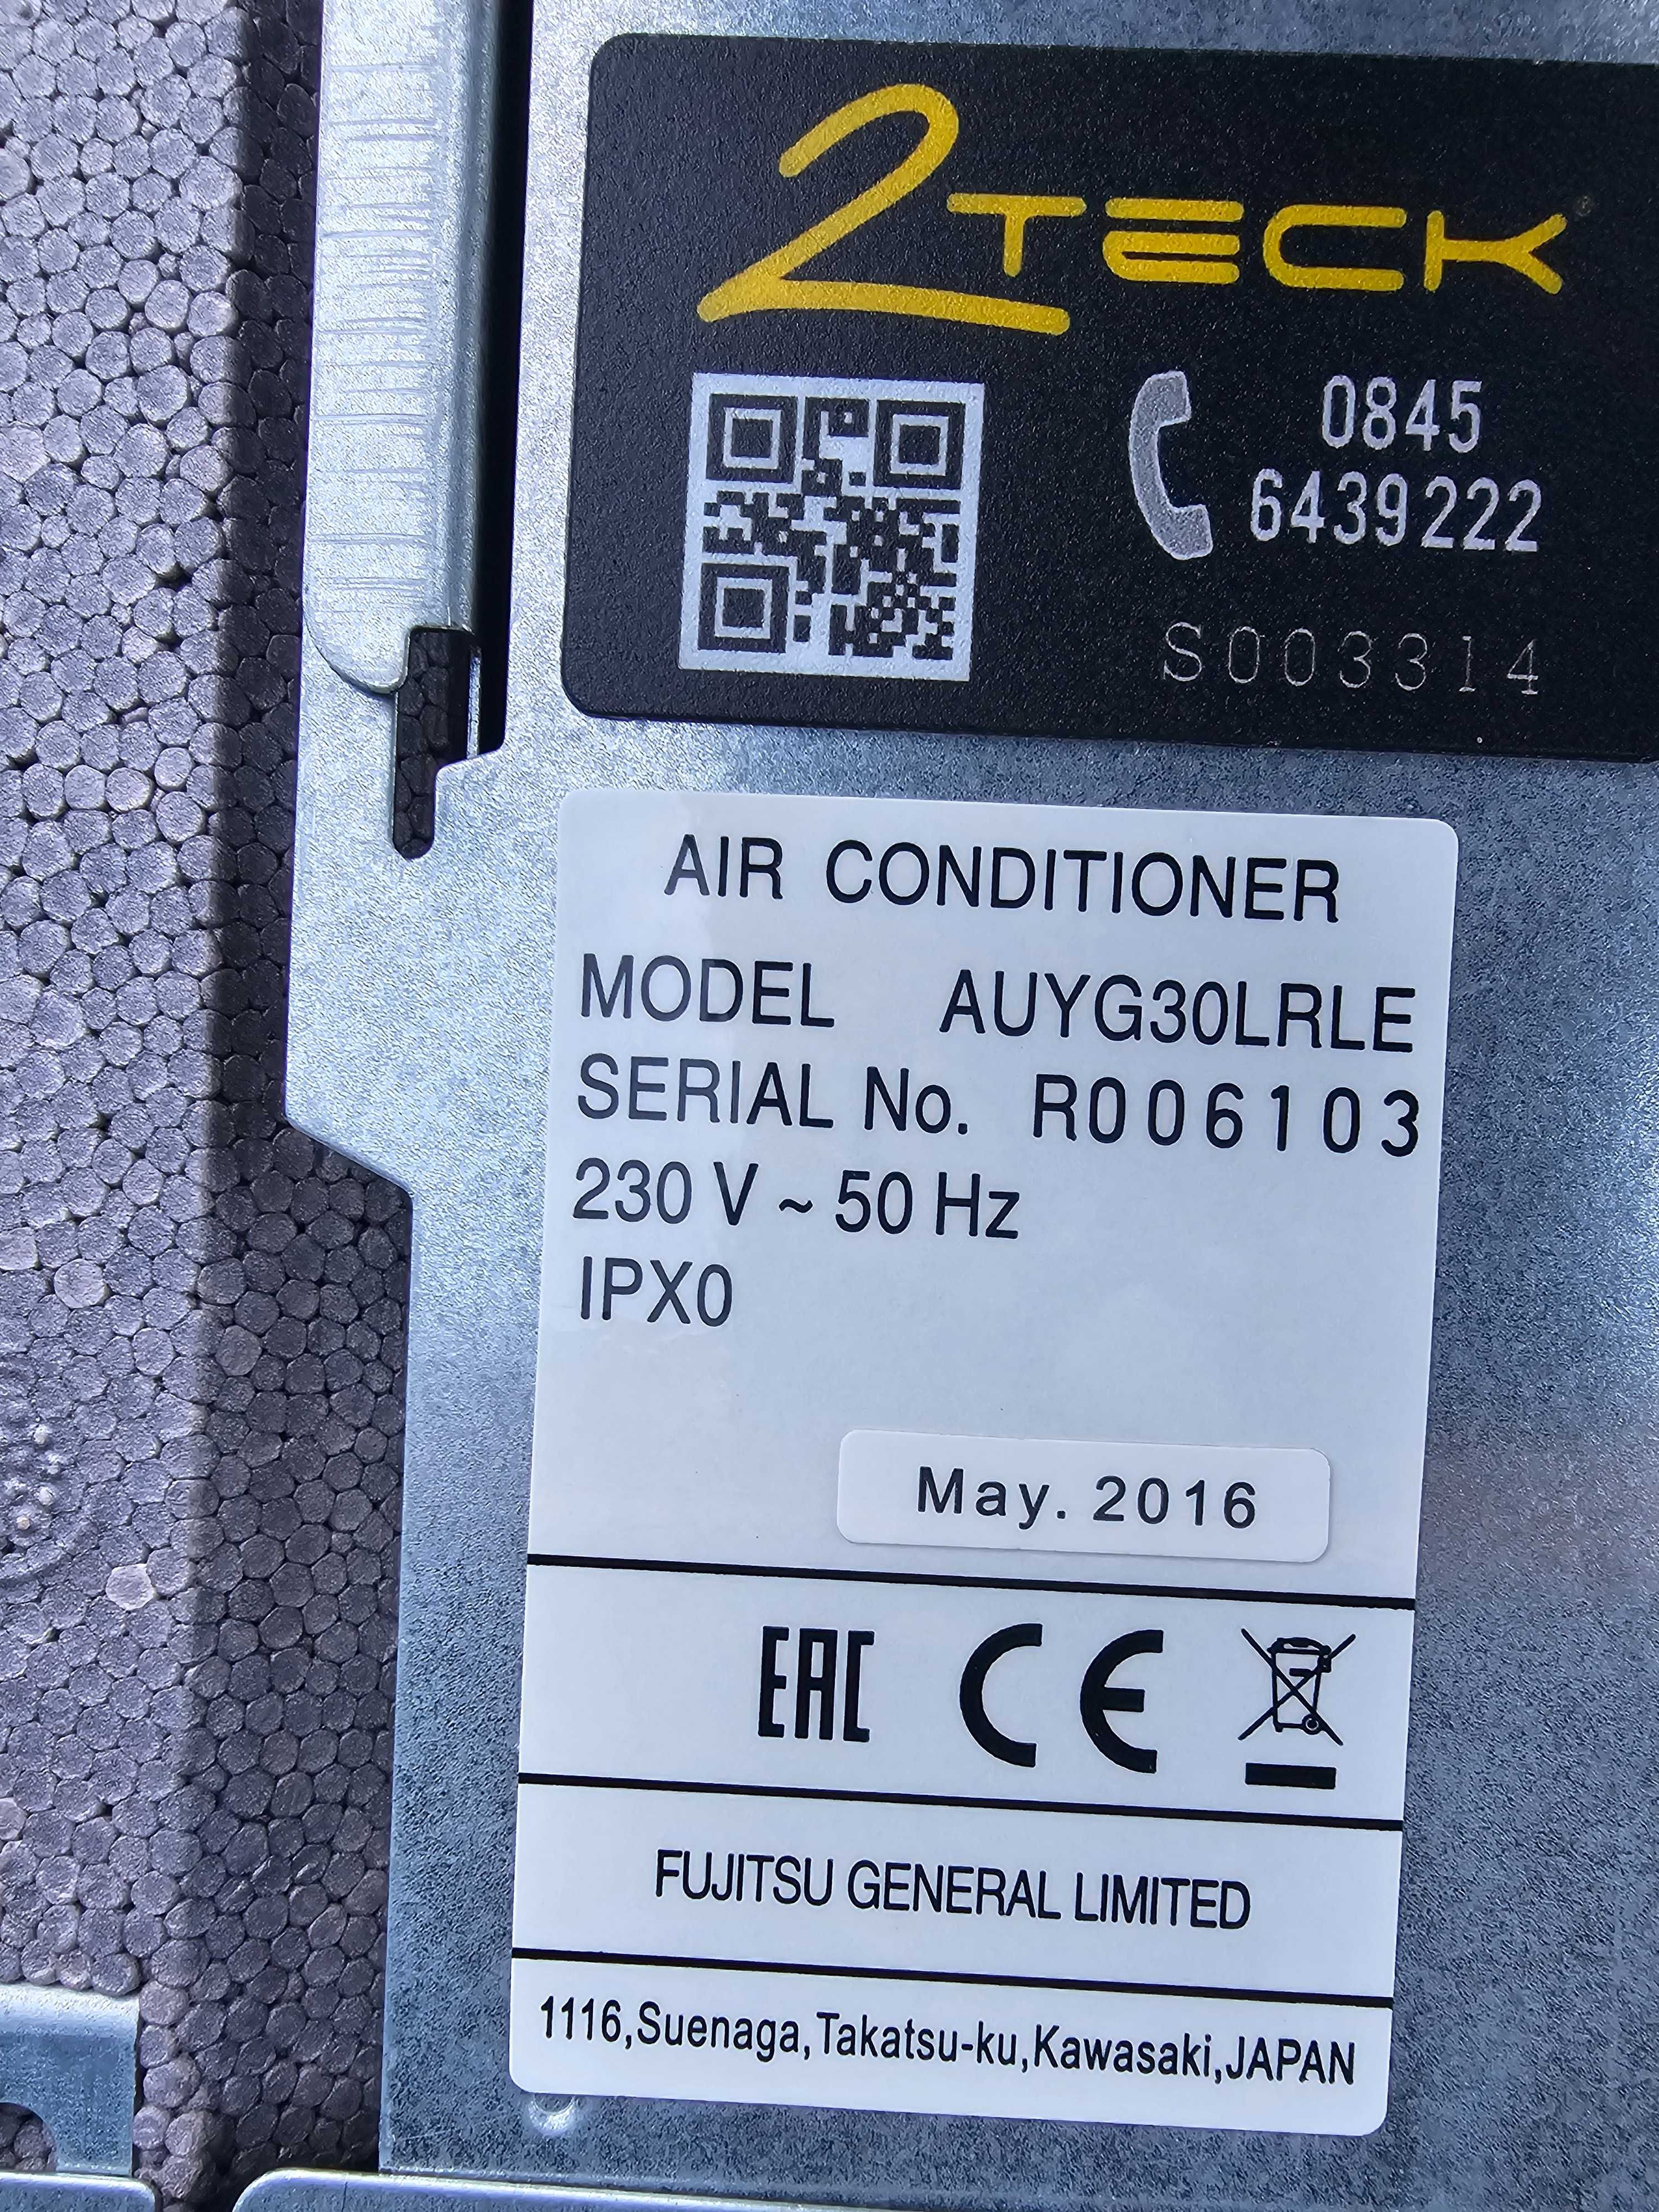 2TECK
0845
6439222
S003314
AIR CONDITIONER
MODEL AUYG30LRLE
SERIAL No. R006103
230 V ~ 50 Hz
IPX0
May. 2016
EAC CE
FUJITSU GENERAL LIMITED
1116,Suenaga,Takatsu-ku,Kawasaki,JAPAN